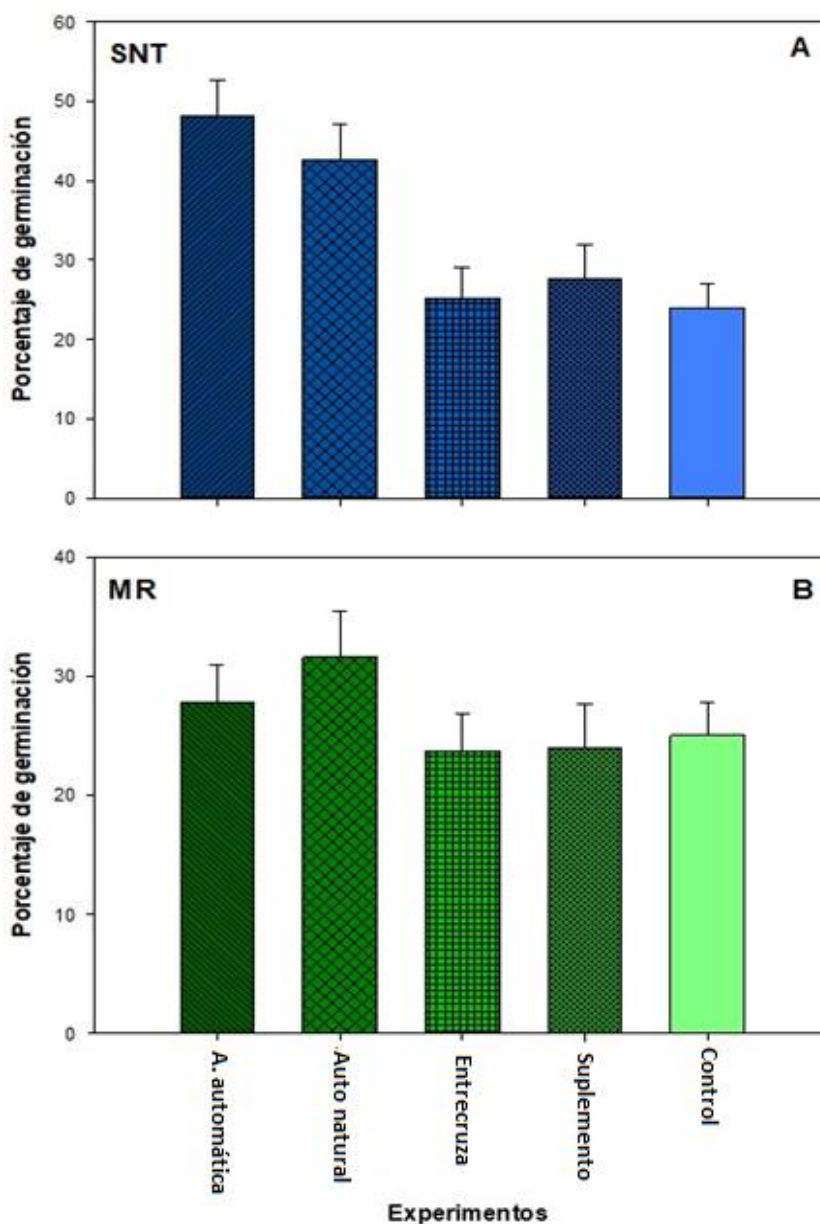 SNT
A
Porcentaje de germinación
60
50
40
30
20
10
0
MR
B
Porcentaje de germinación
40
30
20
10
0
A. automática
Auto natural
Entrecruza
Suplemento
Control
Experimentos